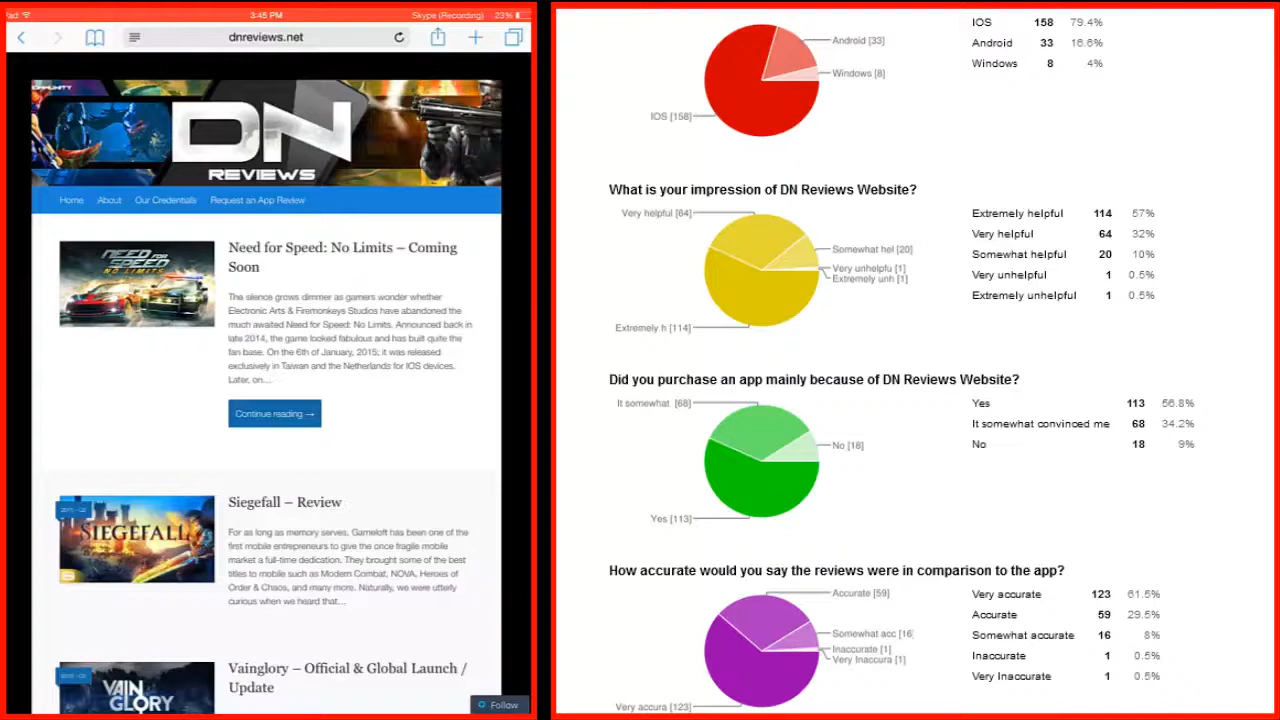 Pad
3:45 PM
Skype (Recording)
23%
dnreviews.net
DN
REVIEWS
Home About Our Credentials Request an App Review
NEED FOR
SPEED
NO LIMITS
Need for Speed: No Limits – Coming
Soon
The silence grows dimmer as gamers wonder whether
Electronic Arts & Firemonkeys Studios have abandoned the
much awaited Need for Speed: No Limits. Announced back in
late 2014, the game looked fabulous and has built quite the
fan base. On the 6th of January, 2015; it was released
exclusively in Taiwan and the Netherlands for IOS devices.
Later, on...
Continue reading →
SIEGEFALL
Siegefall – Review
For as long as memory serves, Gameloft has been one of the
first mobile entrepreneurs to give the once fragile mobile
market a full-time dedication. They brought some of the best
titles to mobile such as Modern Combat, NOVA, Heroes of
Order & Chaos, and many more. Naturally, we were utterly
curious when we heard that...
VAIN
GLORY
Vainglory – Official & Global Launch /
Update
Follow
Android [33]
Windows [8]
IOS [158]
IOS 158 79.4%
Android 33 16.6%
Windows 8 4%
What is your impression of DN Reviews Website?
Very helpful [64]
Somewhat hel [20]
Very unhelpfu [1]
Extremely unh [1]
Extremely h [114]
Extremely helpful 114 57%
Very helpful 64 32%
Somewhat helpful 20 10%
Very unhelpful 1 0.5%
Extremely unhelpful 1 0.5%
Did you purchase an app mainly because of DN Reviews Website?
It somewhat [68]
No [18]
Yes [113]
Yes 113 56.8%
It somewhat convinced me 68 34.2%
No 18 9%
How accurate would you say the reviews were in comparison to the app?
Accurate [59]
Somewhat acc [16]
Inaccurate [1]
Very Inaccura [1]
Very accura [123]
Very accurate 123 61.5%
Accurate 59 29.5%
Somewhat accurate 16 8%
Inaccurate 1 0.5%
Very Inaccurate 1 0.5%